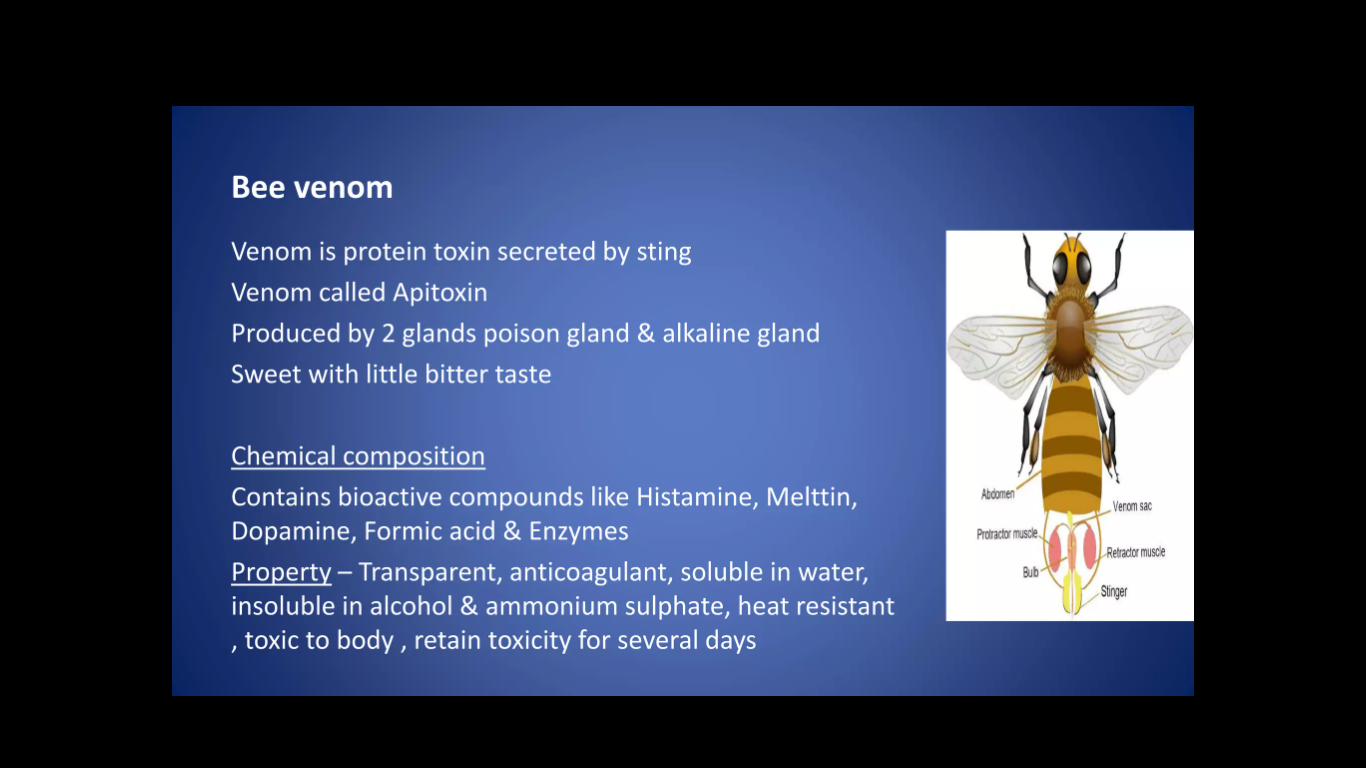 Bee venom
Venom is protein toxin secreted by sting
Venom called Apitoxin
Produced by 2 glands poison gland & alkaline gland
Sweet with little bitter taste
Chemical composition
Contains bioactive compounds like Histamine, Melttin,
Dopamine, Formic acid & Enzymes
Property – Transparent, anticoagulant, soluble in water,
insoluble in alcohol & ammonium sulphate, heat resistant
, toxic to body , retain toxicity for several days
Abdomen
Venom sac
Protractor muscle
Retractor muscle
Bulb
Stinger